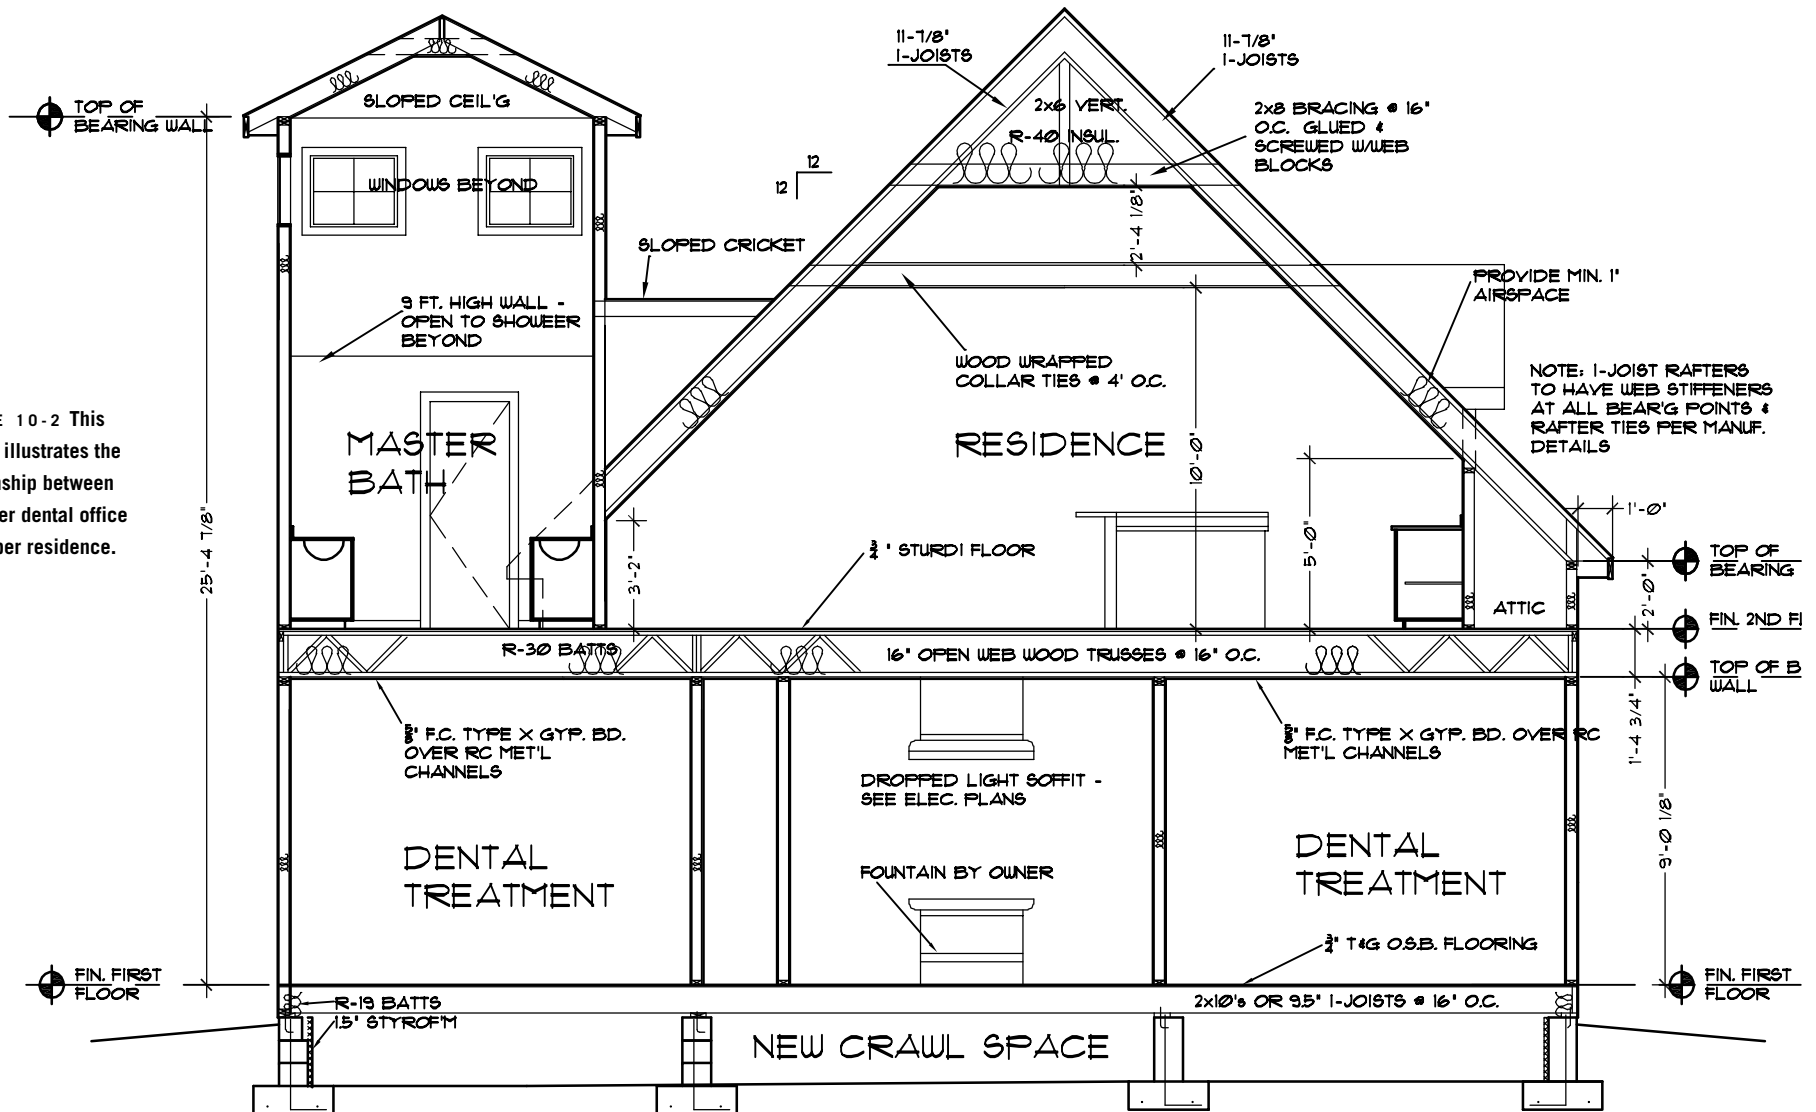 TOP OF
BEARING WALL
SLOPED CEIL'G
WINDOWS BEYOND
9 FT. HIGH WALL -
OPEN TO SHOWEER
BEYOND
MASTER
BATH
25'-4 7/8"
10-2 This
illustrates the
between
dental office
residence.
11-7/8"
I-JOISTS
11-7/8"
I-JOISTS
2x6 VERT.
R-40 INSUL.
2x8 BRACING @ 16"
O.C. GLUED &
SCREWED W/WEB
BLOCKS
12
12
SLOPED CRICKET
2'-4 1/8"
PROVIDE MIN. 1"
AIRSPACE
WOOD WRAPPED
COLLAR TIES @ 4' O.C.
NOTE: I-JOIST RAFTERS
TO HAVE WEB STIFFENERS
AT ALL BEAR'G POINTS &
RAFTER TIES PER MANUF.
DETAILS
RESIDENCE
10'-0"
5'-0"
3'-2"
1'-0"
3/4" STURDI FLOOR
ATTIC
TOP OF
BEARING
2'-0"
FIN. 2ND
TOP OF
WALL
1'-4 3/4"
9'-0 1/8"
R-30 BATTS
16" OPEN WEB WOOD TRUSSES @ 16" O.C.
5/8" F.C. TYPE X GYP. BD.
OVER RC MET'L
CHANNELS
5/8" F.C. TYPE X GYP. BD. OVER RC
MET'L CHANNELS
DROPPED LIGHT SOFFIT -
SEE ELEC. PLANS
DENTAL
TREATMENT
FOUNTAIN BY OWNER
DENTAL
TREATMENT
3/4" T&G O.S.B. FLOORING
FIN. FIRST
FLOOR
FIN. FIRST
FLOOR
R-19 BATTS
1.5" STYROF'M
2x10's OR 9.5" I-JOISTS @ 16" O.C.
NEW CRAWL SPACE